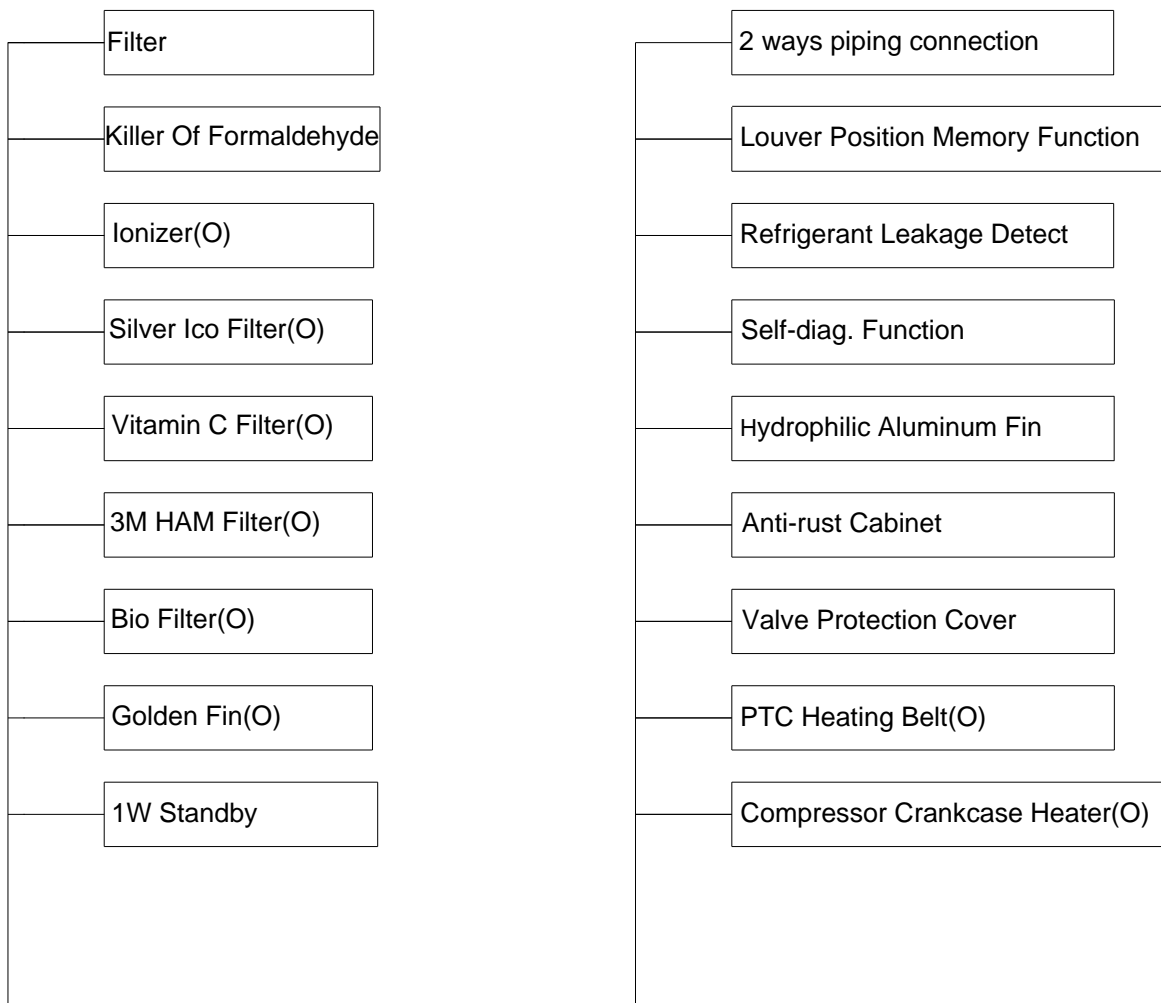 Filter
Killer Of Formaldehyde
Ionizer(O)
Silver Ico Filter(O)
Vitamin C Filter(O)
3M HAM Filter(O)
Bio Filter(O)
Golden Fin(O)
1W Standby
2 ways piping connection
Louver Position Memory Function
Refrigerant Leakage Detect
Self-diag. Function
Hydrophilic Aluminum Fin
Anti-rust Cabinet
Valve Protection Cover
PTC Heating Belt(O)
Compressor Crankcase Heater(O)